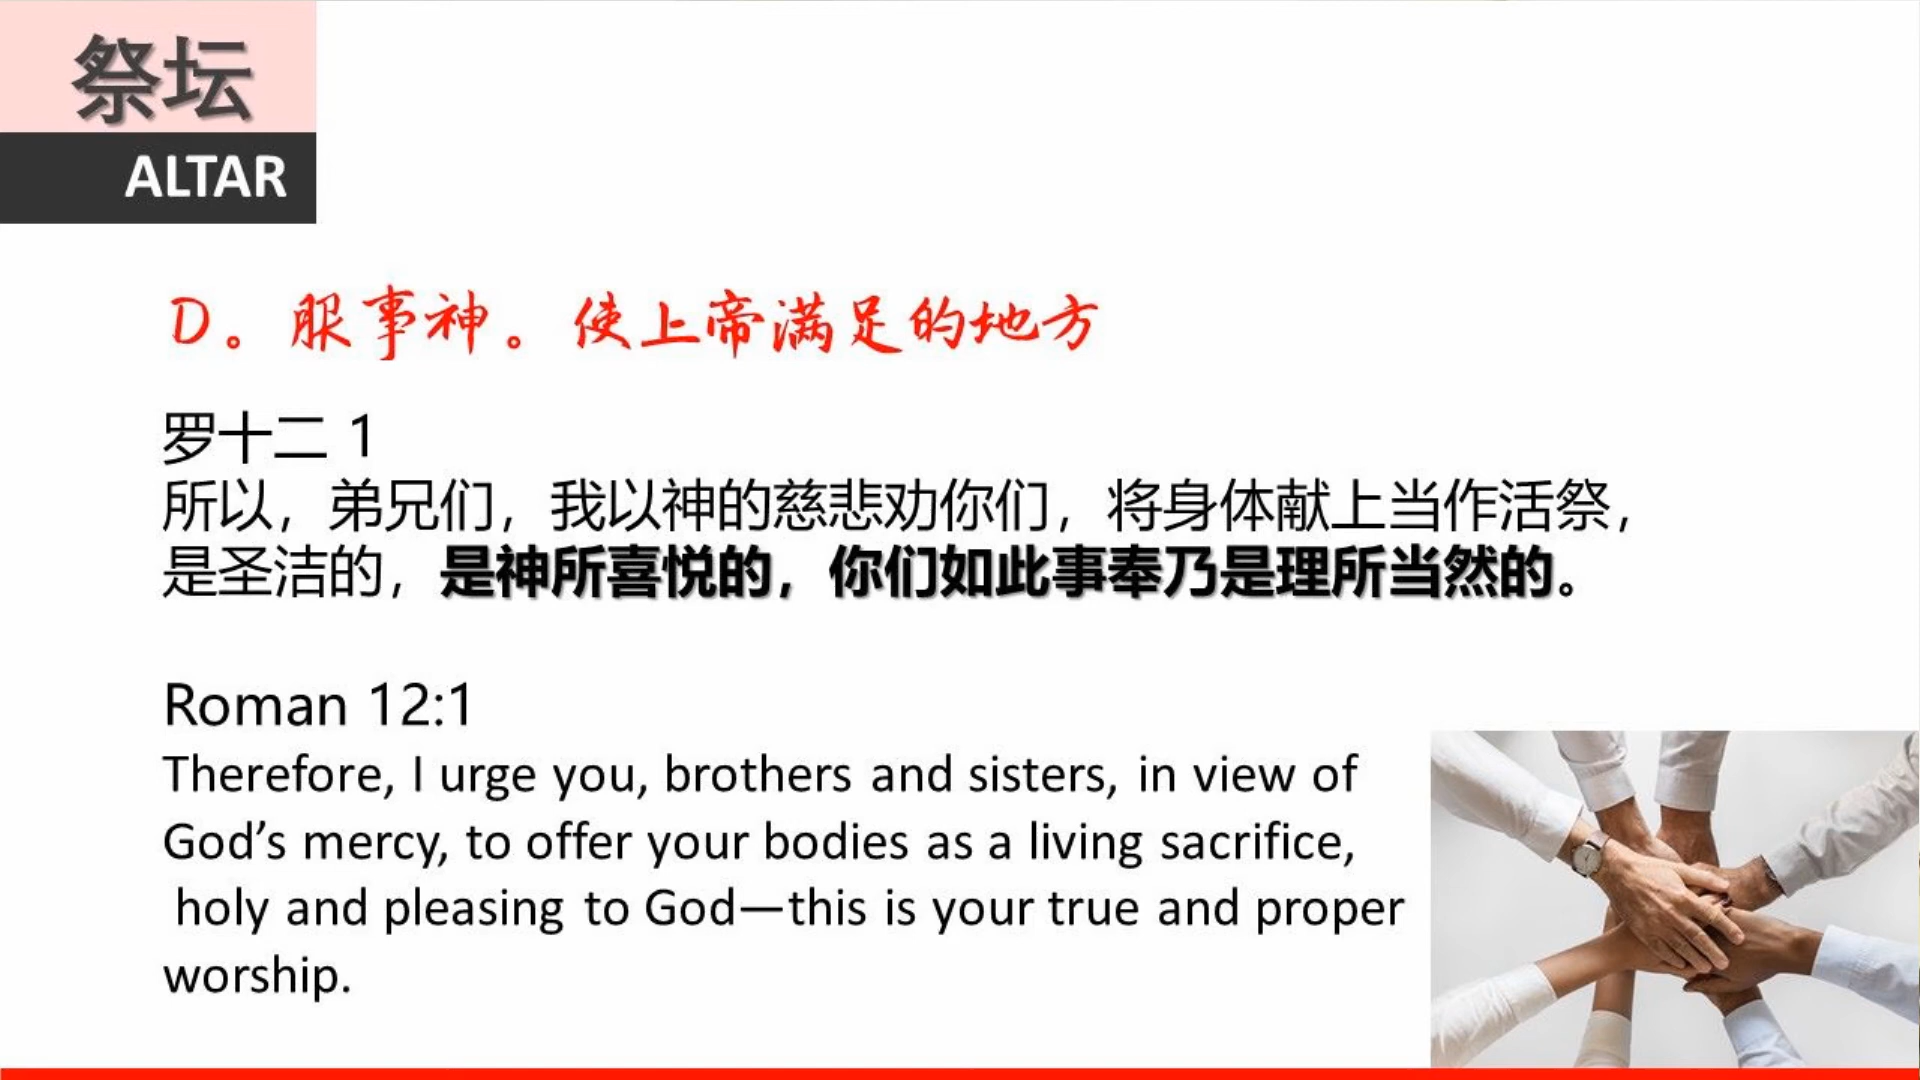 祭坛
ALTAR
D。服事神。使上帝满足的地方
罗十二 1
所以，弟兄们，我以神的慈悲劝你们，将身体献上当作活祭，
是圣洁的，是神所喜悦的，你们如此事奉乃是理所当然的。
Roman 12:1
Therefore, I urge you, brothers and sisters, in view of
God’s mercy, to offer your bodies as a living sacrifice,
holy and pleasing to God—this is your true and proper
worship.